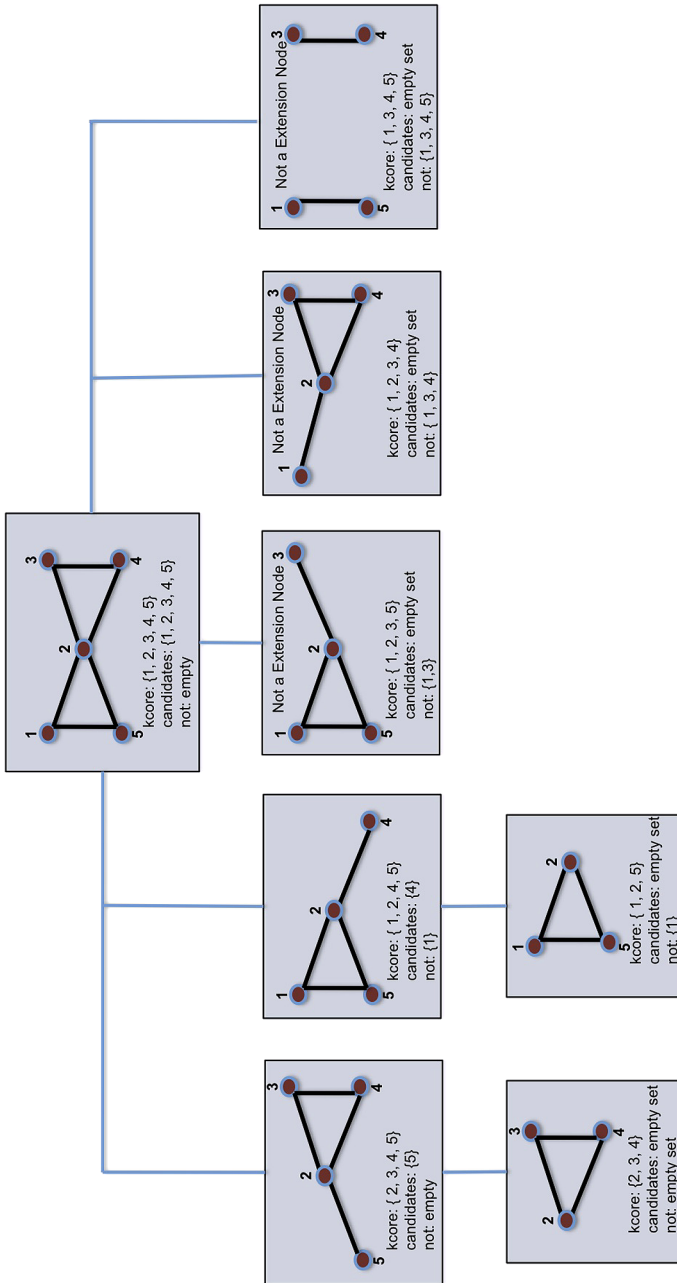 1
3
2
5
4
kcore: {1, 2, 3, 4, 5}
candidates: {1, 2, 3, 4, 5}
not: empty
3
2
4
5
kcore: { 2, 3, 4, 5}
candidates: {5}
not: empty
1
2
5
4
kcore: { 1, 2, 4, 5}
candidates: {4}
not: {1}
Not a Extension Node
1
3
2
5
kcore: { 1, 2, 3, 5}
candidates: empty set
not: {1,3}
Not a Extension Node
1
3
2
4
kcore: { 1, 2, 3, 4}
candidates: empty set
not: { 1, 3, 4}
Not a Extension Node
1
3
5
4
kcore: { 1, 3, 4, 5}
candidates: empty set
not: {1, 3, 4, 5}
3
2
4
kcore: {2, 3, 4}
candidates: empty set
not: empty set
1
2
5
kcore: { 1, 2, 5}
candidates: empty set
not: {1}